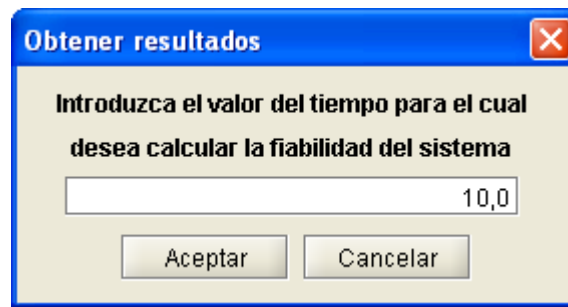 Obtener resultados
Introduzca el valor del tiempo para el cual
desea calcular la fiabilidad del sistema
10,0
Aceptar Cancelar